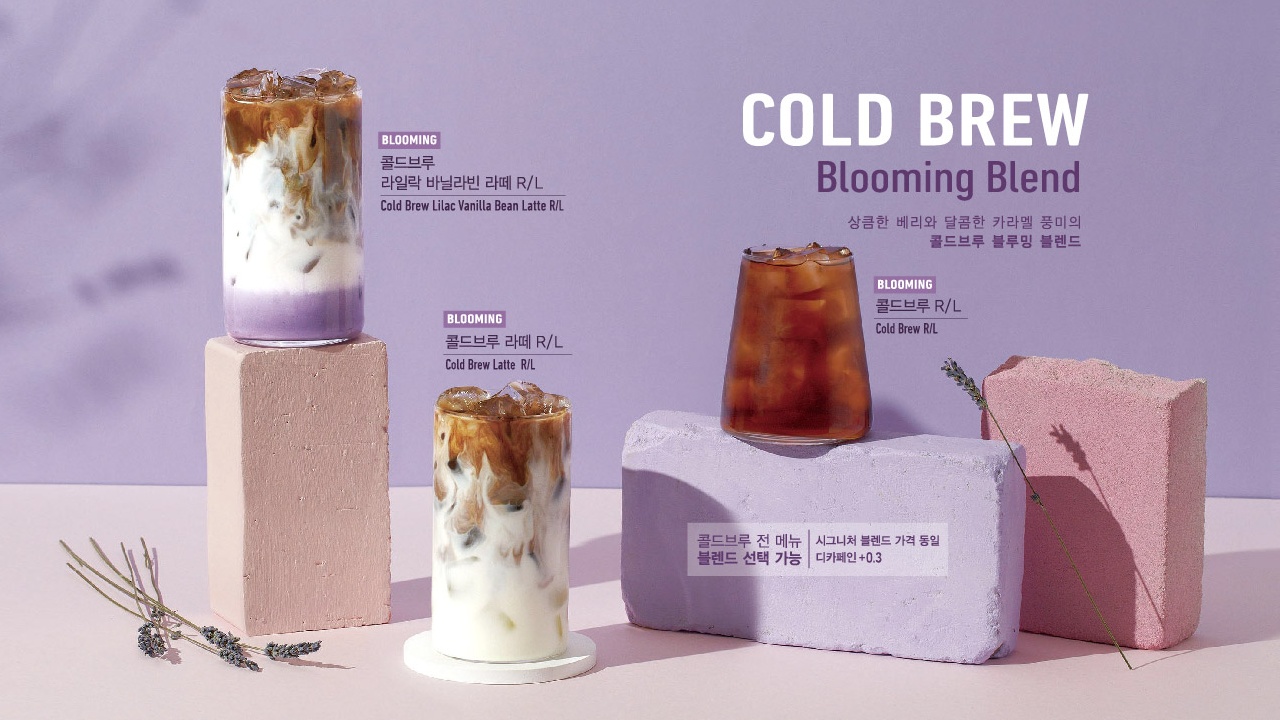 COLD BREW
Blooming Blend
상큼한 베리와 달콤한 카라멜 풍미의
콜드브루 블루밍 블렌드
BLOOMING
콜드브루
라일락 바닐라빈 라떼 R/L
Cold Brew Lilac Vanilla Bean Latte R/L
BLOOMING
콜드브루 라떼 R/L
Cold Brew Latte R/L
BLOOMING
콜드브루 R/L
Cold Brew R/L
콜드브루 전 메뉴
블렌드 선택 가능
시그니처 블렌드 가격 동일
디카페인 +0.3